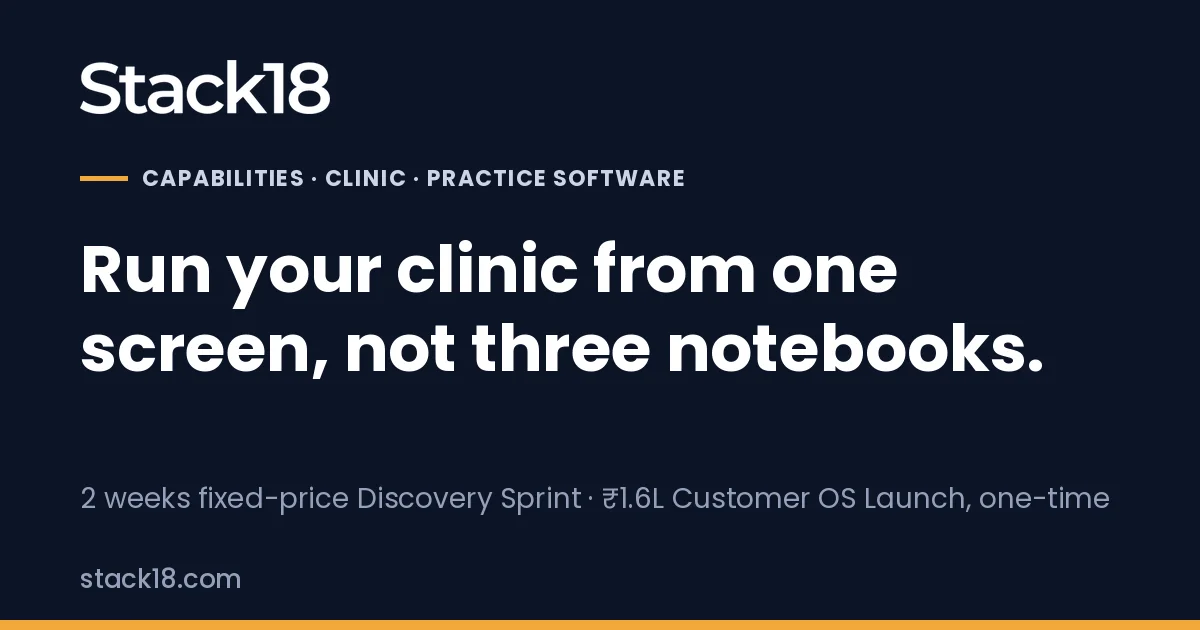 Stack18
CAPABILITIES · CLINIC · PRACTICE SOFTWARE
Run your clinic from one
screen, not three notebooks.
2 weeks fixed-price Discovery Sprint · ₹1.6L Customer OS Launch, one-time
stack18.com